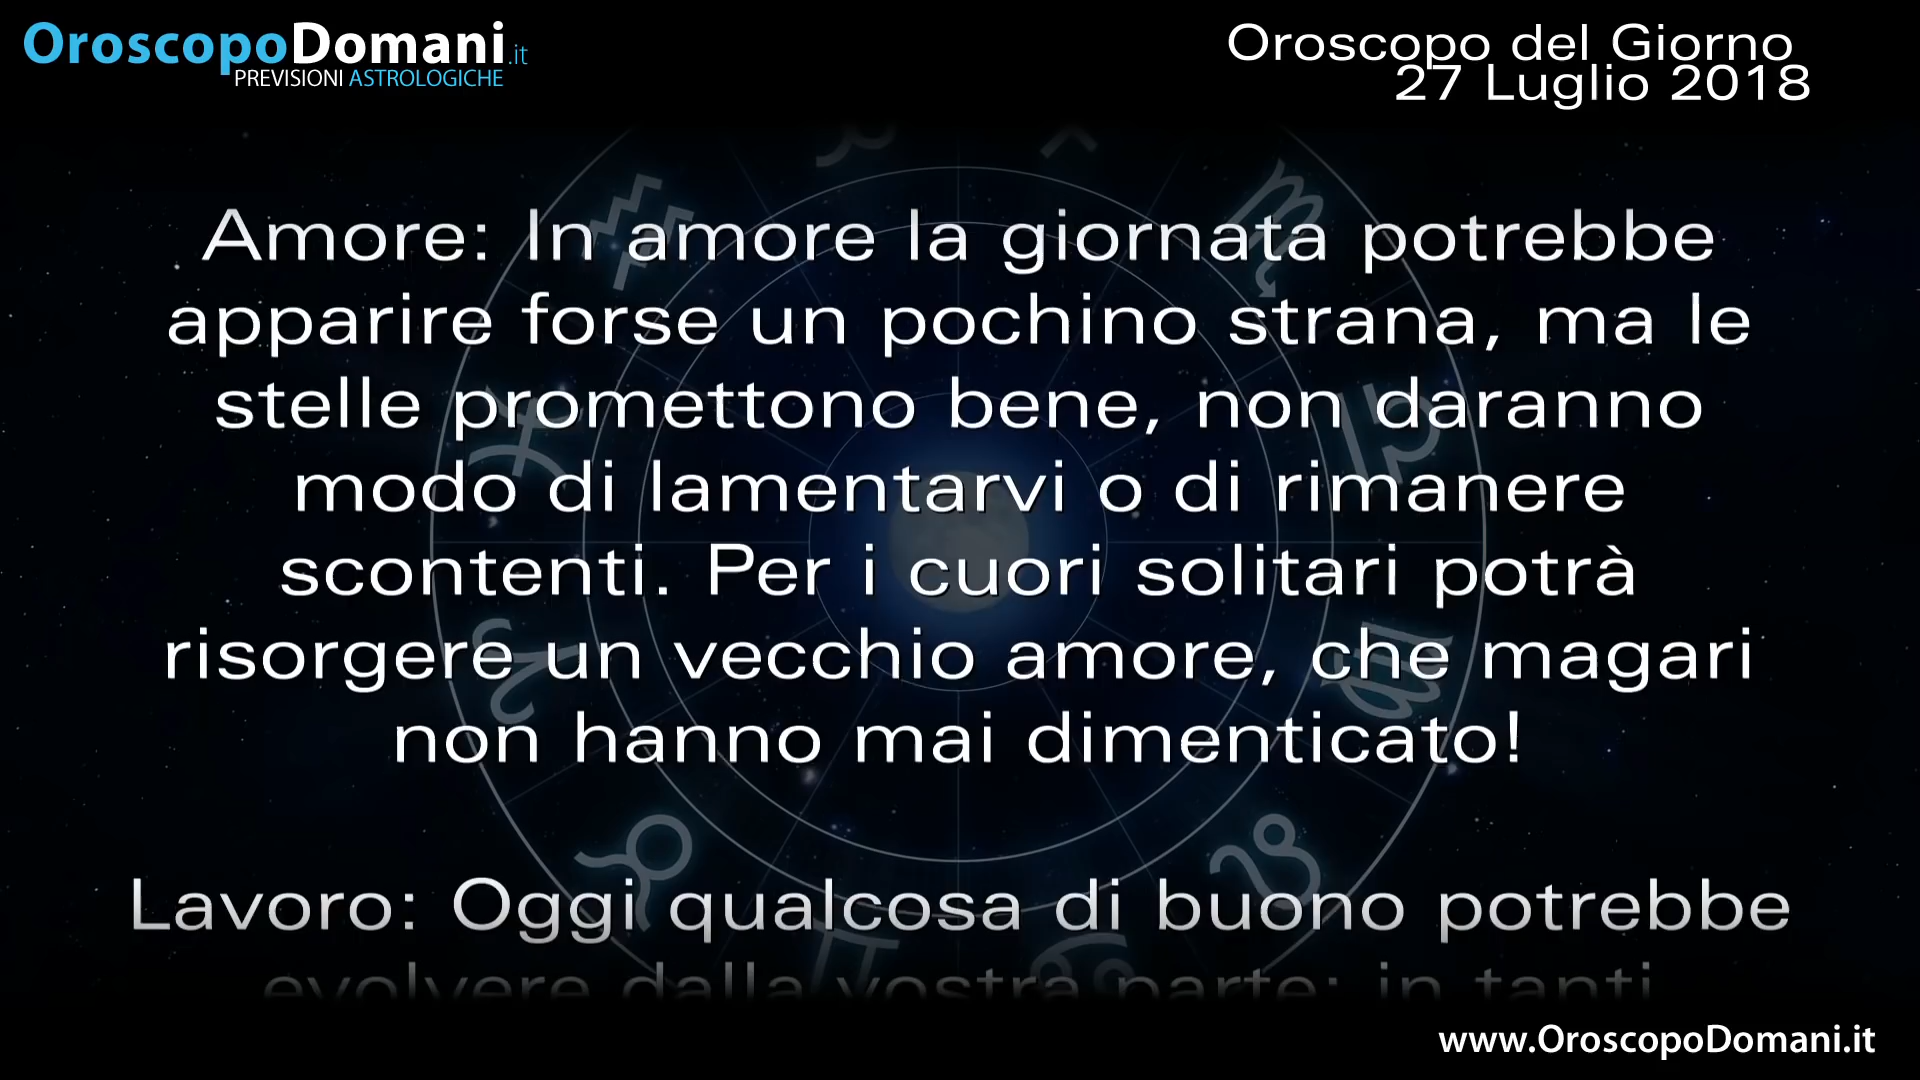 OroscopoDomani.it
PREVISIONI ASTROLOGICHE
Oroscopo del Giorno
27 Luglio 2018
Amore: In amore la giornata potrebbe
apparire forse un pochino strana, ma le
stelle promettono bene, non daranno
modo di lamentarvi o di rimanere
scontenti. Per i cuori solitari potrà
risorgere un vecchio amore, che magari
non hanno mai dimenticato!
Lavoro: Oggi qualcosa di buono potrebbe
evolvere dalla vostra parte: in tanti
www.OroscopoDomani.it